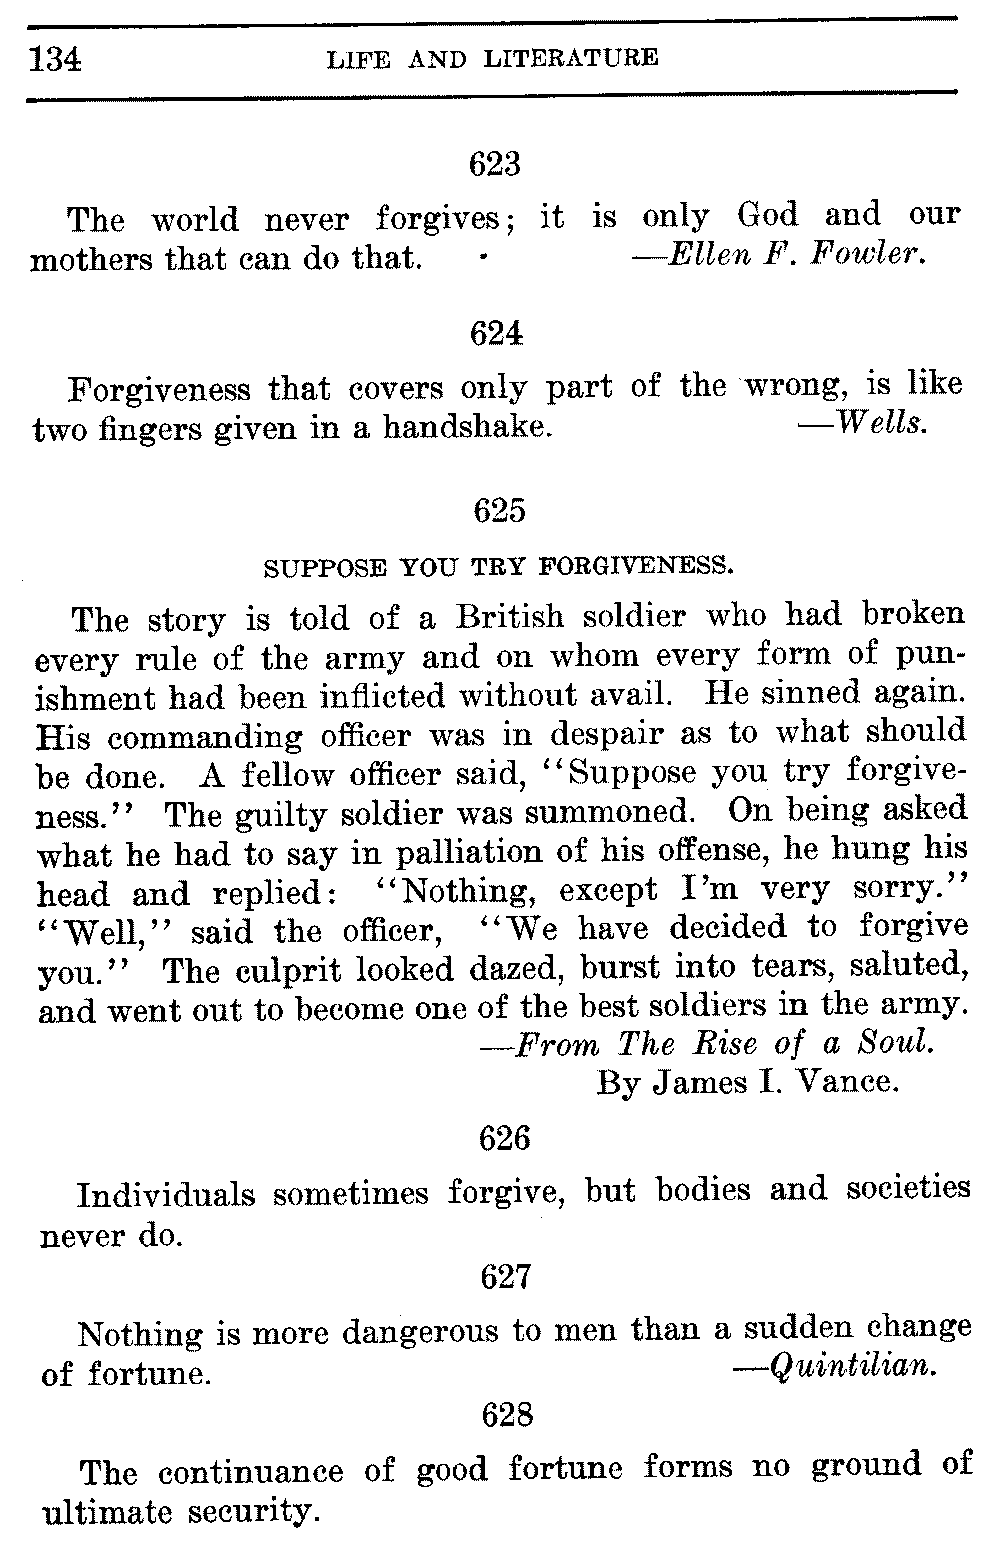 134 LIFE AND LITERATURE
623
The world never forgives; it is only God and our
mothers that can do that. —Ellen F. Fowler.
624
Forgiveness that covers only part of the wrong, is like
two fingers given in a handshake. —Wells.
625
SUPPOSE YOU TRY FORGIVENESS.
The story is told of a British soldier who had broken
every rule of the army and on whom every form of pun-
ishment had been inflicted without avail. He sinned again.
His commanding officer was in despair as to what should
be done. A fellow officer said, “Suppose you try forgive-
ness.” The guilty soldier was summoned. On being asked
what he had to say in palliation of his offense, he hung his
head and replied: “Nothing, except I’m very sorry.”
“Well,” said the officer, “We have decided to forgive
you.” The culprit looked dazed, burst into tears, saluted,
and went out to become one of the best soldiers in the army.
—From The Rise of a Soul.
By James I. Vance.
626
Individuals sometimes forgive, but bodies and societies
never do.
627
Nothing is more dangerous to men than a sudden change
of fortune. —Quintilian.
628
The continuance of good fortune forms no ground of
ultimate security.